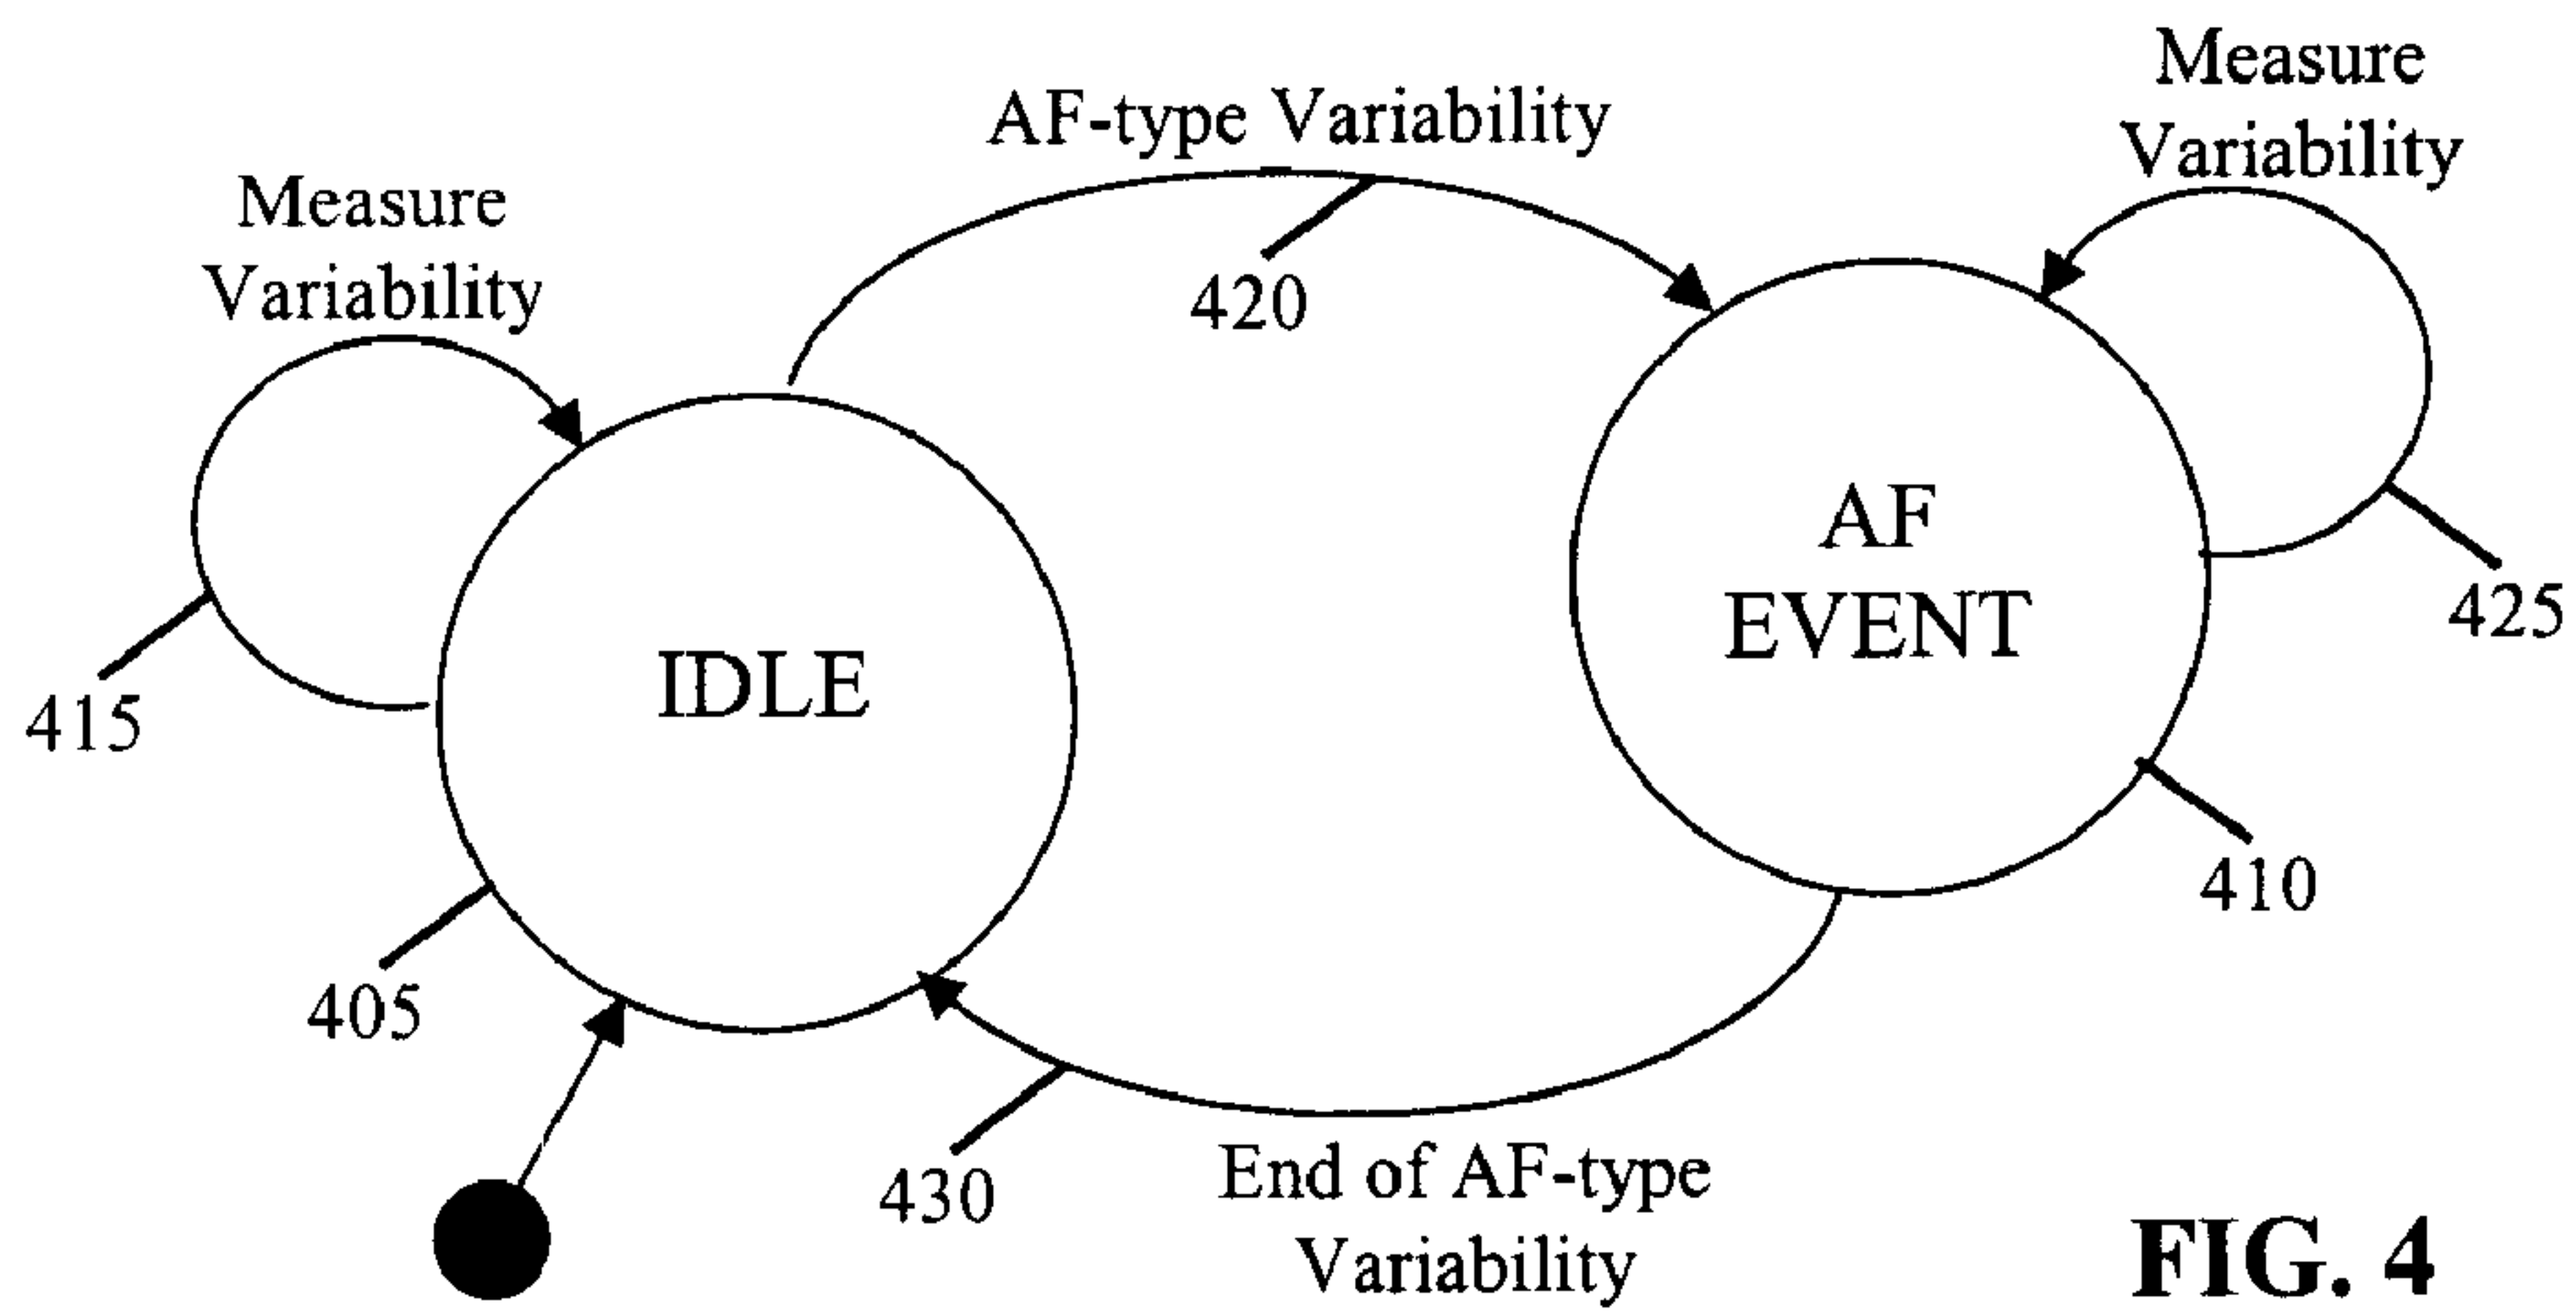 Measure
Variability
AF-type Variability
Measure
Variability
420
AF
EVENT
IDLE
425
415
410
405
430
End of AF-type
Variability
FIG. 4